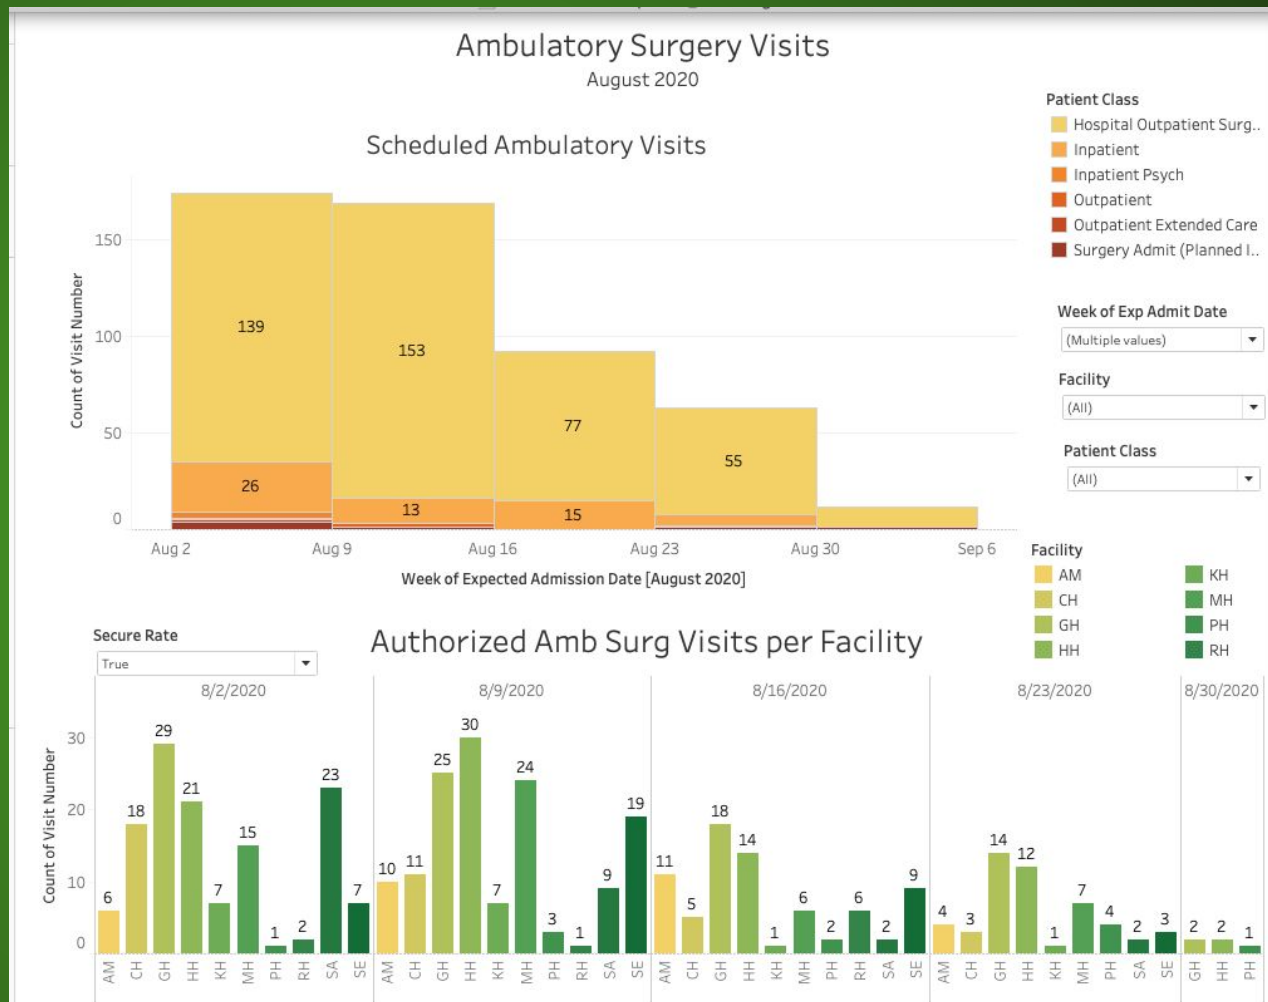 Ambulatory Surgery Visits
August 2020
Patient Class
Hospital Outpatient Surg..
Inpatient
Inpatient Psych
Outpatient
Outpatient Extended Care
Surgery Admit (Planned I..
Scheduled Ambulatory Visits
Count of Visit Number
150
100
50
0
139
153
77
55
26
13
15
Aug 2 Aug 9 Aug 16 Aug 23 Aug 30 Sep 6
Week of Expected Admission Date [August 2020]
Week of Exp Admit Date
(Multiple values)
Facility
(All)
Patient Class
(All)
Facility
AM KH
CH MH
GH PH
HH RH
Secure Rate
True
Authorized Amb Surg Visits per Facility
8/2/2020 8/9/2020 8/16/2020 8/23/2020 8/30/2020
Count of Visit Number
30
20
10
0
6 18 29 21 7 15 1 2 23 7
10 11 25 30 7 24 3 1 9 19
11 5 18 14 1 6 2 6 2 9
4 3 14 12 1 7 4 2 3
2 2 1
AM CH GH HH KH MH PH RH SA SE
AM CH GH HH KH MH PH RH SA SE
AM CH GH HH KH MH PH RH SA SE
AM CH GH HH KH MH PH SA SE
GH HH PH